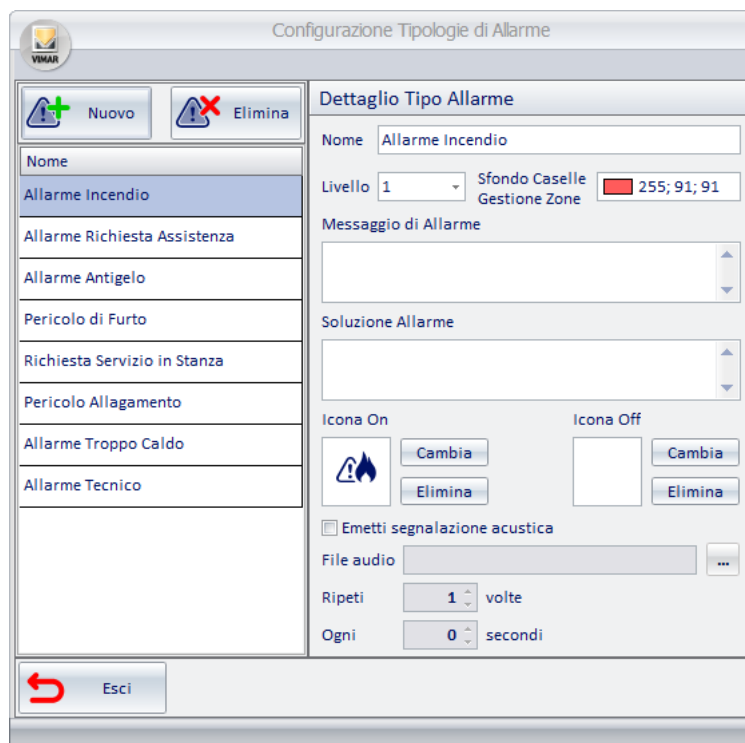 Configurazione Tipologie di Allarme
VIMAR
Nuovo
Elimina
Nome
Allarme Incendio
Allarme Richiesta Assistenza
Allarme Antigelo
Pericolo di Furto
Richiesta Servizio in Stanza
Pericolo Allagamento
Allarme Troppo Caldo
Allarme Tecnico
Dettaglio Tipo Allarme
Nome Allarme Incendio
Livello 1 Sfondo Caselle
Gestione Zone 255; 91; 91
Messaggio di Allarme
Soluzione Allarme
Icona On Icona Off
Cambia Cambia
Elimina Elimina
Emetti segnalazione acustica
File audio ...
Ripeti 1 volte
Ogni 0 secondi
Esci